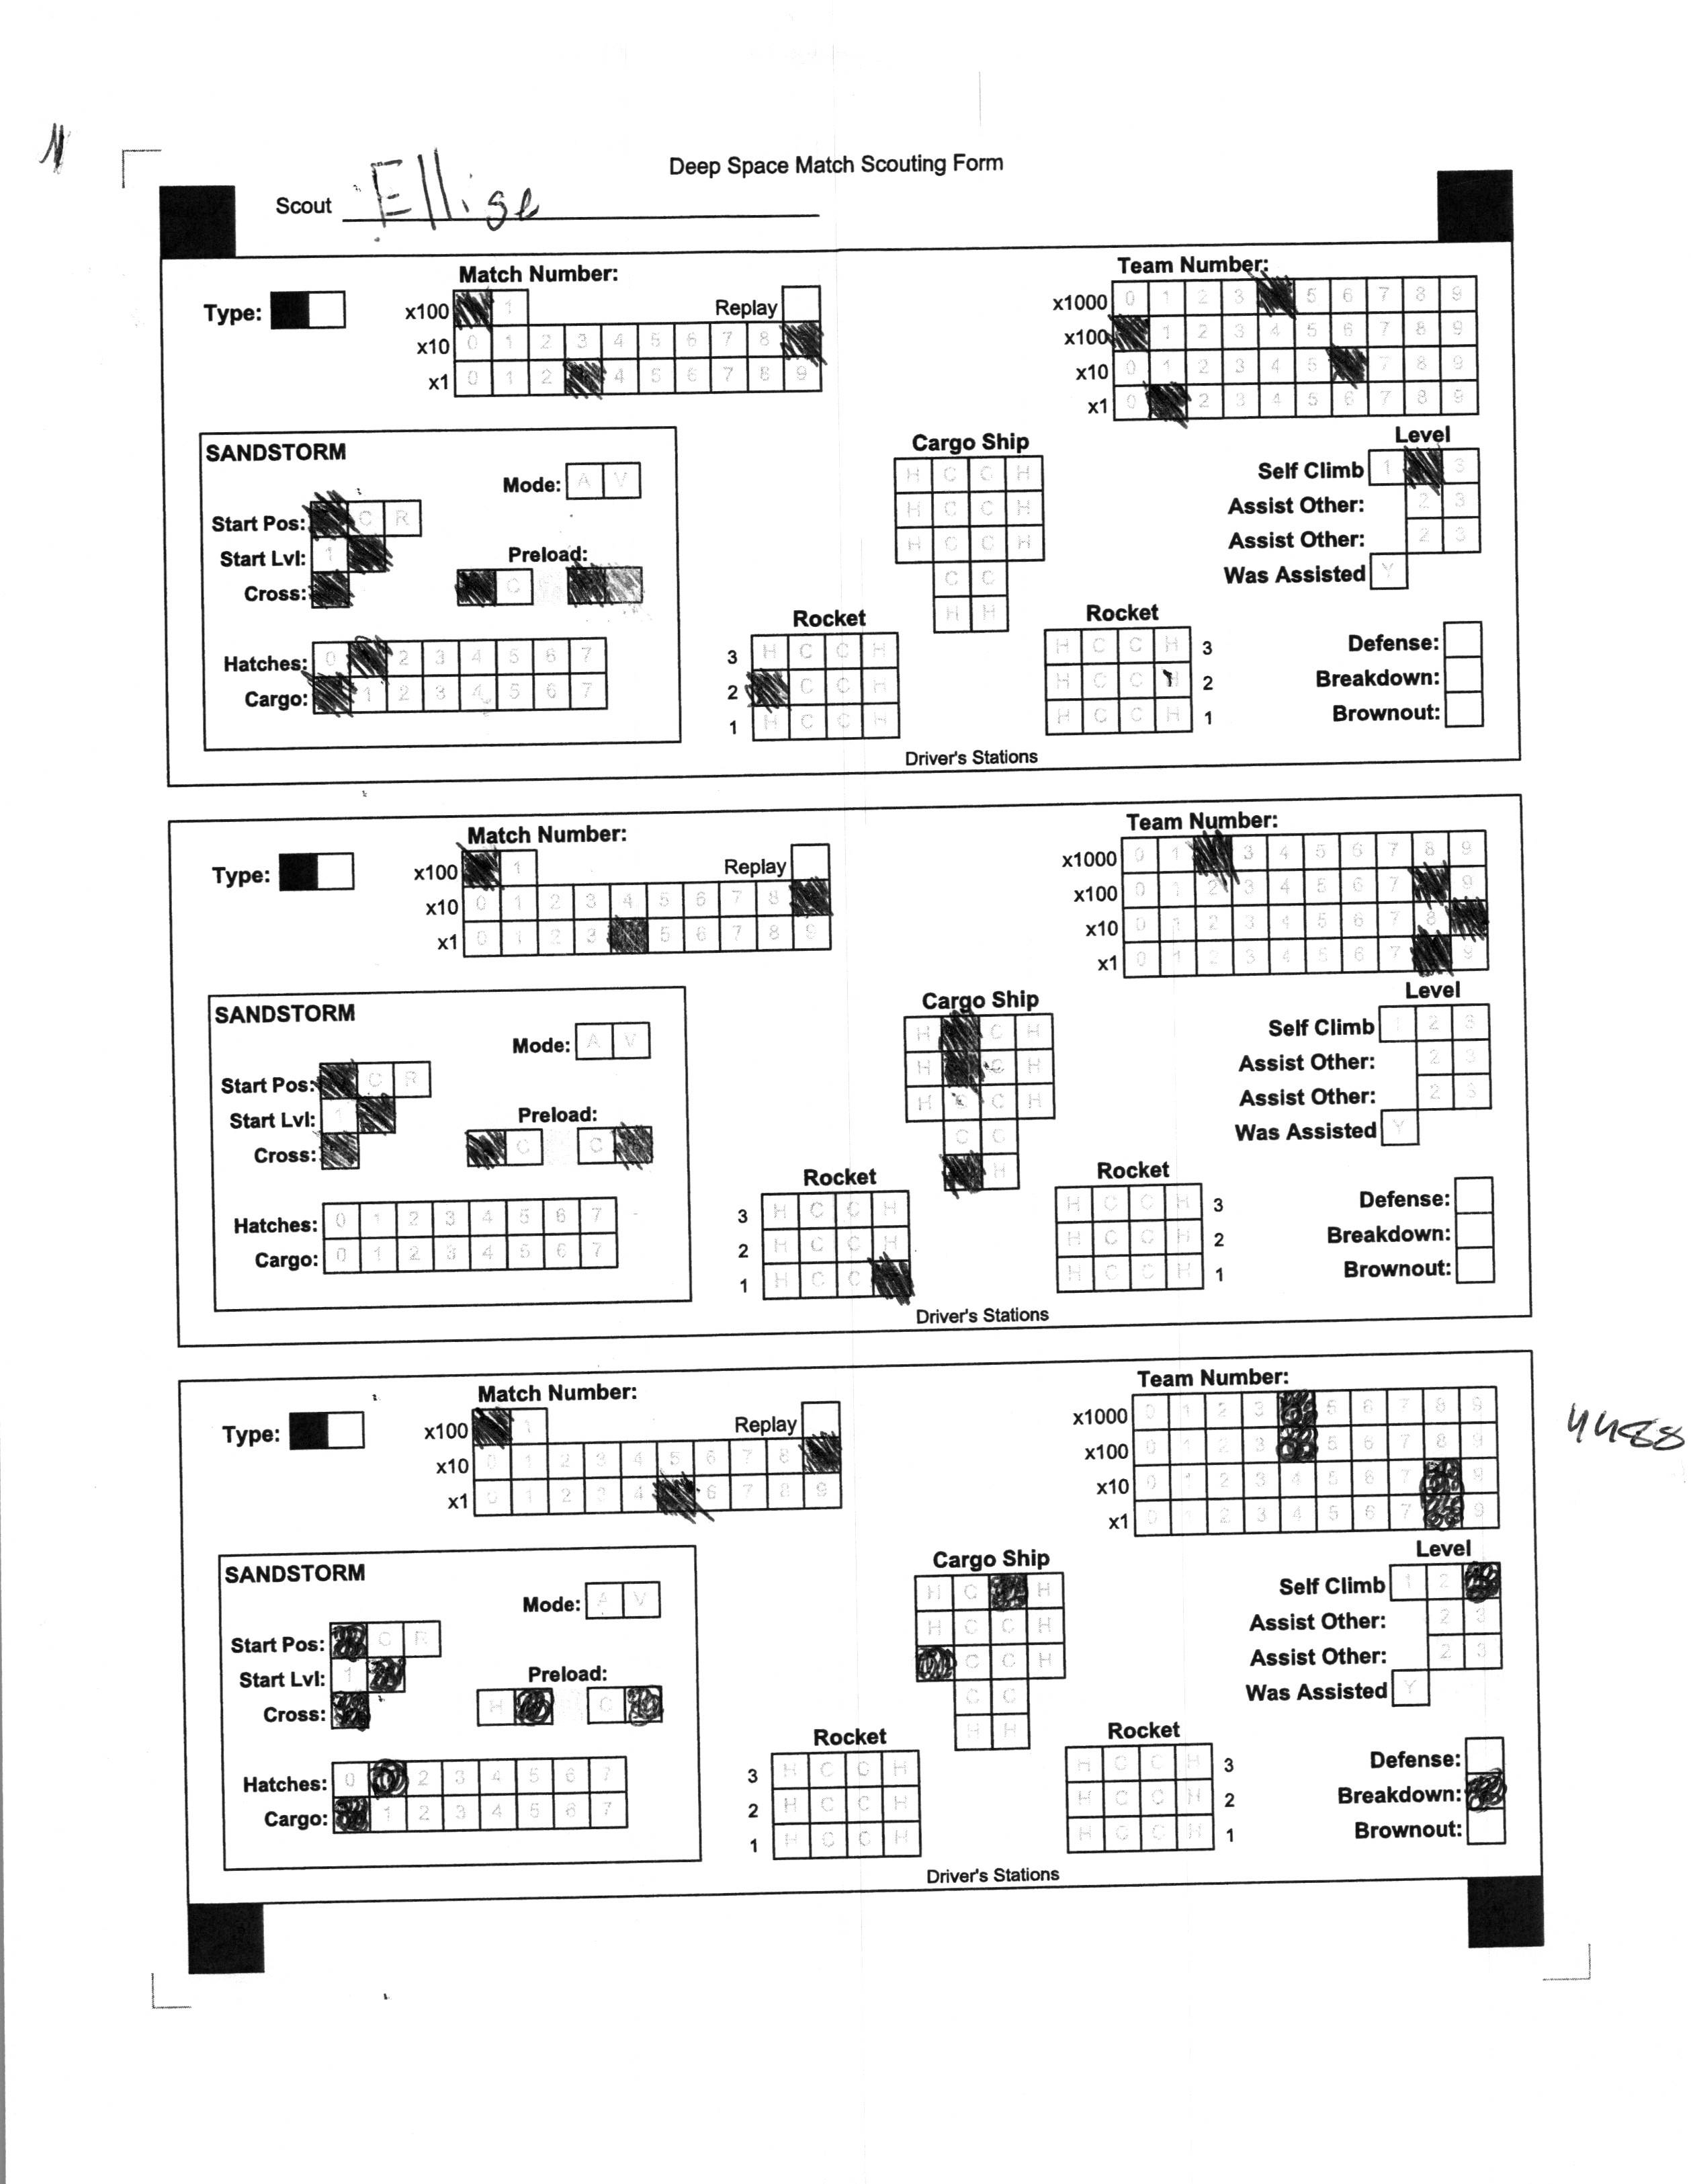 Deep Space Match Scouting Form
Scout Ellise
Match Number:
Team Number:
Type:
x100 1 Replay
x10 0 1 2 3 4 5 6 7 8
x1 0 1 2 4 5 6 7 8 9
x1000 0 1 2 3 5 6 7 8 9
x100 1 2 3 4 5 6 7 8 9
x10 0 1 2 3 4 5 7 8 9
x1 0 2 3 4 5 6 7 8 9
SANDSTORM
Mode: A V
Start Pos: C R
Start Lvl: 1
Cross:
Preload:
C
Hatches: 0 2 3 4 5 6 7
Cargo: 1 2 3 4 5 6 7
Cargo Ship
H C C H
H C C H
H C C H
C C
H H
Rocket
3 H C C H
2 C C H
1 H C C H
Rocket
H C C H 3
H C C H 2
H C C H 1
Driver's Stations
Level
Self Climb 1 3
Assist Other: 2 3
Assist Other: 2 3
Was Assisted Y
Defense:
Breakdown:
Brownout:
Match Number:
Team Number:
Type:
x100 1 Replay
x10 0 1 2 3 4 5 6 7 8
x1 0 1 2 3 5 6 7 8 9
x1000 0 1 3 4 5 6 7 8 9
x100 0 1 2 3 4 5 6 7 9
x10 0 1 2 3 4 5 6 7 8
x1 0 1 2 3 4 5 6 7 9
SANDSTORM
Mode: A V
Start Pos: C R
Start Lvl: 1
Cross:
Preload:
C C
Hatches: 0 1 2 3 4 5 6 7
Cargo: 0 1 2 3 4 5 6 7
Cargo Ship
H C H
H C H
H C C H
C C
H
Rocket
3 H C C H
2 H C C H
1 H C C
Rocket
H C C H 3
H C C H 2
H C C H 1
Driver's Stations
Level
Self Climb 1 2 3
Assist Other: 2 3
Assist Other: 2 3
Was Assisted Y
Defense:
Breakdown:
Brownout:
Match Number:
Team Number:
Type:
x100 1 Replay
x10 0 1 2 3 4 5 6 7 8
x1 0 1 2 3 4 6 7 8 9
x1000 0 1 2 3 5 6 7 8 9
x100 0 1 2 3 5 6 7 8 9
x10 0 1 2 3 4 5 6 7 9
x1 0 1 2 3 4 5 6 7 9
4488
SANDSTORM
Mode: A V
Start Pos: C R
Start Lvl: 1
Cross:
Preload:
H C
Hatches: 0 2 3 4 5 6 7
Cargo: 1 2 3 4 5 6 7
Cargo Ship
H C H
H C C H
C C H
C C
H H
Rocket
3 H C C H
2 H C C H
1 H C C H
Rocket
H C C H 3
H C C H 2
H C C H 1
Driver's Stations
Level
Self Climb 1 2
Assist Other: 2 3
Assist Other: 2 3
Was Assisted Y
Defense:
Breakdown:
Brownout: